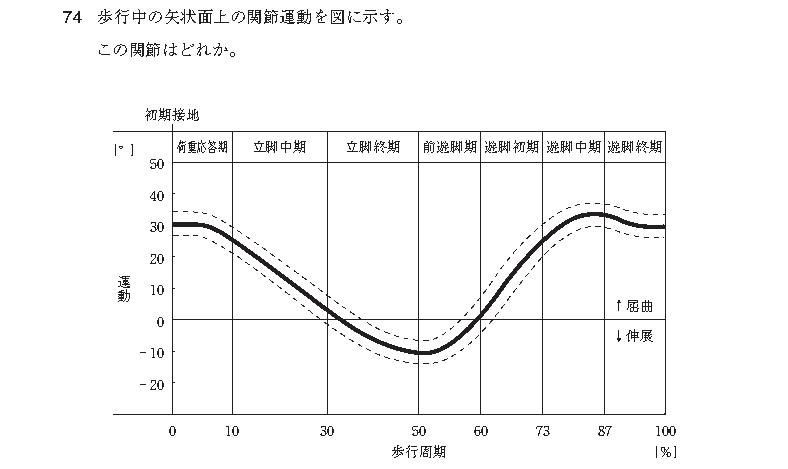 74 歩行中の矢状面上の関節運動を図に示す。
この関節はどれか。
初期接地
[°] 荷重応答期 立脚中期 立脚終期 前遊脚期 遊脚初期 遊脚中期 遊脚終期
50
40
30
20
10
0
－10
－20
運動
↑屈曲
↓伸展
0 10 30 50 60 73 87 100
歩行周期 [%]